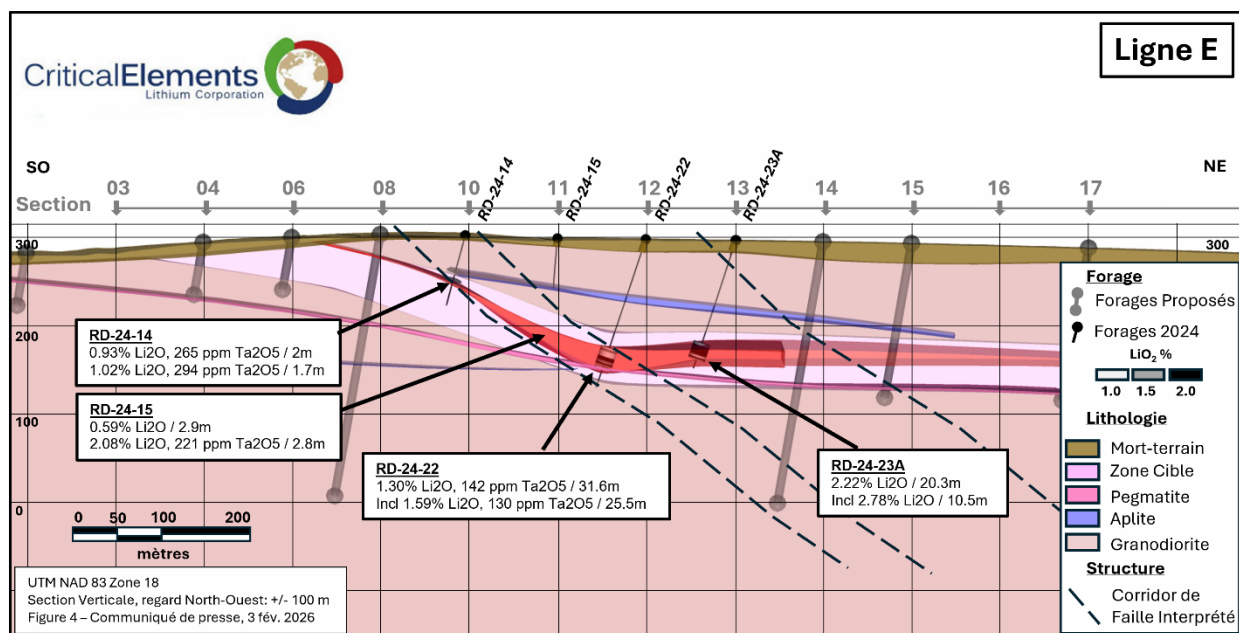 CriticalElements
Lithium Corporation
Ligne E
SO
NE
Section
03
04
06
08
10
11
12
13
14
15
16
17
RD-24-14
RD-24-15
RD-24-22
RD-24-23A
300
200
100
0
300
RD-24-14
0.93% Li2O, 265 ppm Ta2O5 / 2m
1.02% Li2O, 294 ppm Ta2O5 / 1.7m
RD-24-15
0.59% Li2O / 2.9m
2.08% Li2O, 221 ppm Ta2O5 / 2.8m
RD-24-22
1.30% Li2O, 142 ppm Ta2O5 / 31.6m
Incl 1.59% Li2O, 130 ppm Ta2O5 / 25.5m
RD-24-23A
2.22% Li2O / 20.3m
Incl 2.78% Li2O / 10.5m
0 50 100 200
mètres
UTM NAD 83 Zone 18
Section Verticale, regard North-Ouest: +/- 100 m
Figure 4 – Communiqué de presse, 3 fév. 2026
Forage
Forages Proposés
Forages 2024
LiO₂ %
1.0 1.5 2.0
Lithologie
Mort-terrain
Zone Cible
Pegmatite
Aplite
Granodiorite
Structure
Corridor de
Faille Interprété